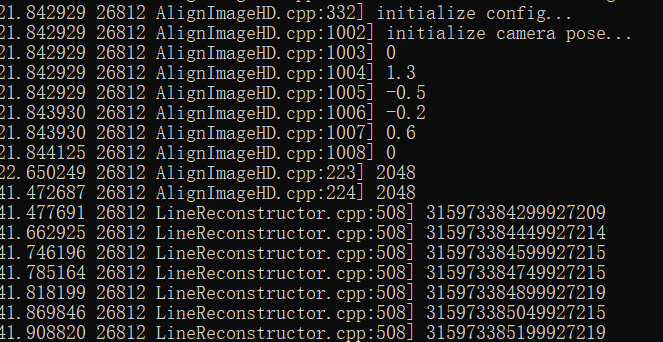 21.842929 26812 AlignImageHD.cpp:332] initialize config...
21.842929 26812 AlignImageHD.cpp:1002] initialize camera pose...
21.842929 26812 AlignImageHD.cpp:1003] 0
21.842929 26812 AlignImageHD.cpp:1004] 1.3
21.842929 26812 AlignImageHD.cpp:1005] -0.5
21.843930 26812 AlignImageHD.cpp:1006] -0.2
21.843930 26812 AlignImageHD.cpp:1007] 0.6
21.844125 26812 AlignImageHD.cpp:1008] 0
22.650249 26812 AlignImageHD.cpp:223] 2048
41.472687 26812 AlignImageHD.cpp:224] 2048
41.477691 26812 LineReconstructor.cpp:508] 315973384299927209
41.662925 26812 LineReconstructor.cpp:508] 315973384449927214
41.746196 26812 LineReconstructor.cpp:508] 315973384599927215
41.785164 26812 LineReconstructor.cpp:508] 315973384749927215
41.818199 26812 LineReconstructor.cpp:508] 315973384899927219
41.869846 26812 LineReconstructor.cpp:508] 315973385049927215
41.908820 26812 LineReconstructor.cpp:508] 315973385199927219